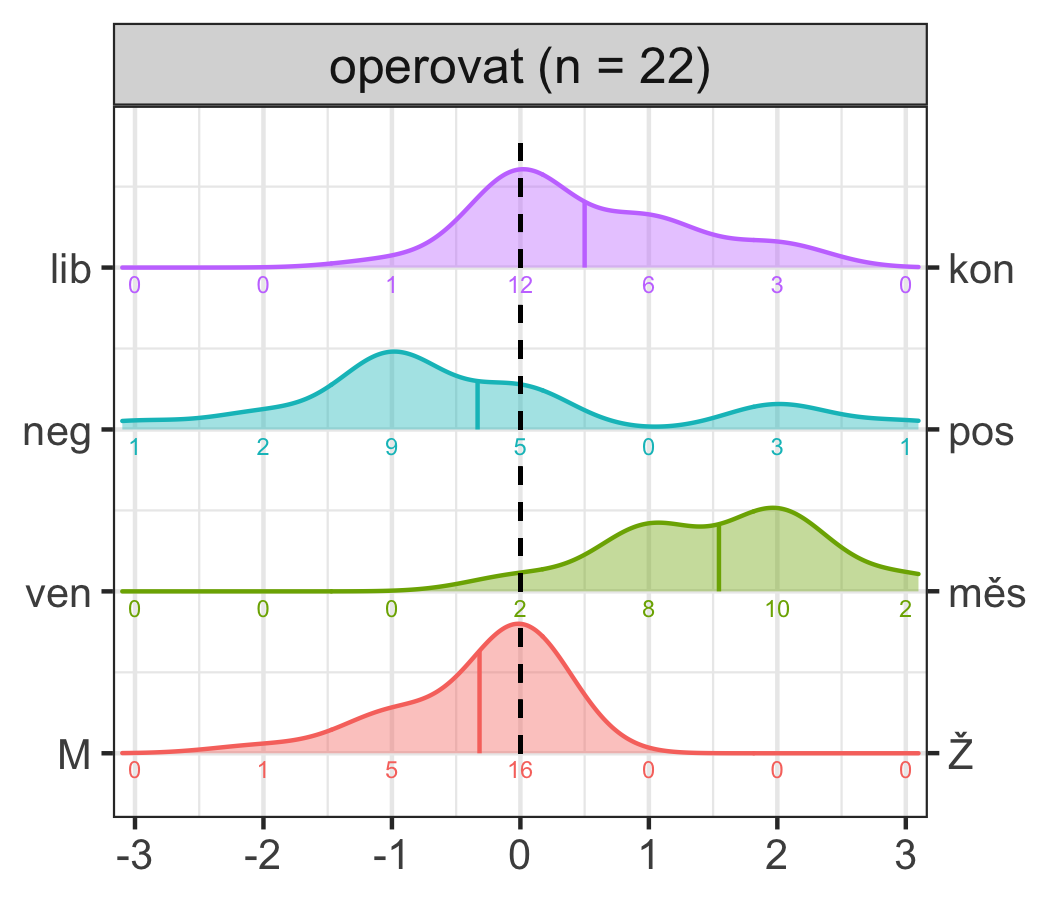 operovat (n = 22)
lib kon
0 0 1 12 6 3 0
neg pos
1 2 9 5 0 3 1
ven měs
0 0 0 2 8 10 2
M Ž
0 1 5 16 0 0 0
-3 -2 -1 0 1 2 3